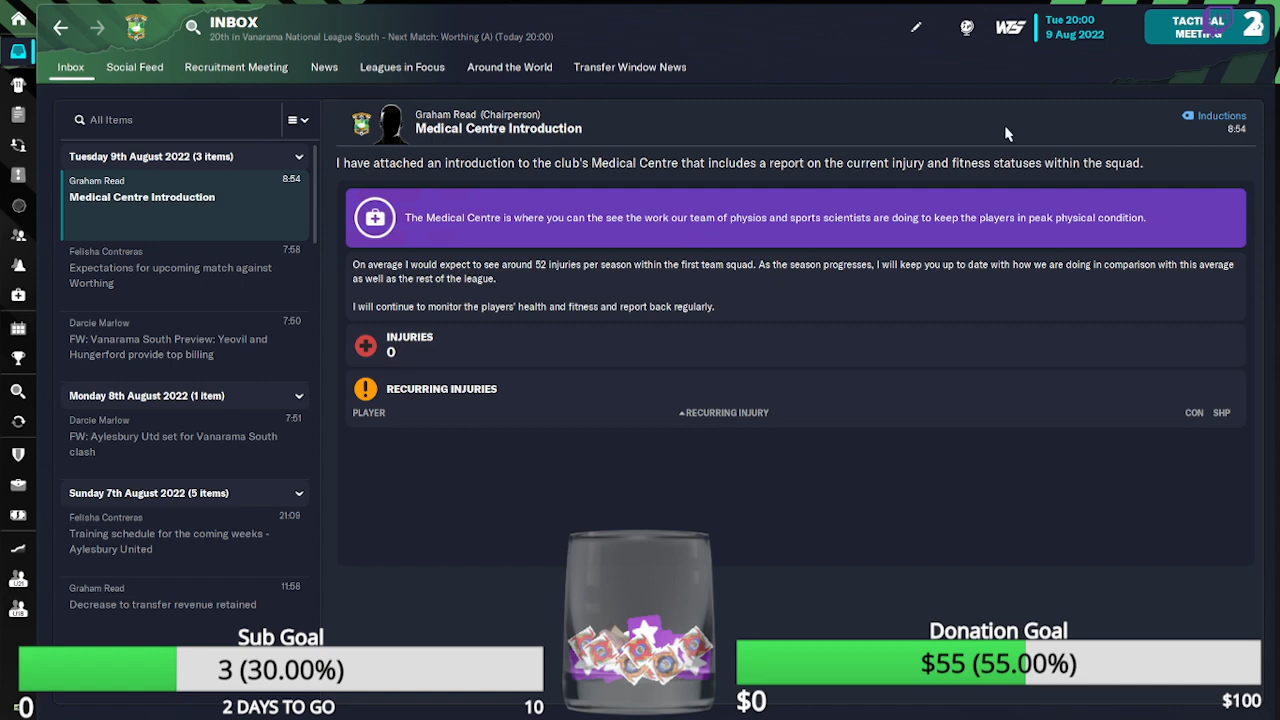 INBOX
20th in Vanarama National League South - Next Match: Worthing (A) (Today 20:00)
Tue 20:00
9 Aug 2022
TACTICAL
MEETING
2
Inbox
Social Feed
Recruitment Meeting
News
Leagues in Focus
Around the World
Transfer Window News
All Items
Tuesday 9th August 2022 (3 items)
Graham Read
8:54
Medical Centre Introduction
Felisha Contreras
7:58
Expectations for upcoming match against
Worthing
Darcie Marlow
7:50
FW: Vanarama South Preview: Yeovil and
Hungerford provide top billing
Monday 8th August 2022 (1 item)
Darcie Marlow
7:51
FW: Aylesbury Utd set for Vanarama South
clash
Sunday 7th August 2022 (5 items)
Felisha Contreras
21:09
Training schedule for the coming weeks -
Aylesbury United
Graham Read
11:58
Decrease to transfer revenue retained
Graham Read (Chairperson)
Medical Centre Introduction
Inductions
8:54
I have attached an introduction to the club's Medical Centre that includes a report on the current injury and fitness statuses within the squad.
The Medical Centre is where you can the see the work our team of physios and sports scientists are doing to keep the players in peak physical condition.
On average I would expect to see around 52 injuries per season within the first team squad. As the season progresses, I will keep you up to date with how we are doing in comparison with this average
as well as the rest of the league.
I will continue to monitor the players' health and fitness and report back regularly.
INJURIES
0
RECURRING INJURIES
PLAYER
RECURRING INJURY
CON
SHP
U21
U18
Sub Goal
3 (30.00%)
0
2 DAYS TO GO
10
Donation Goal
$55 (55.00%)
$0
$100